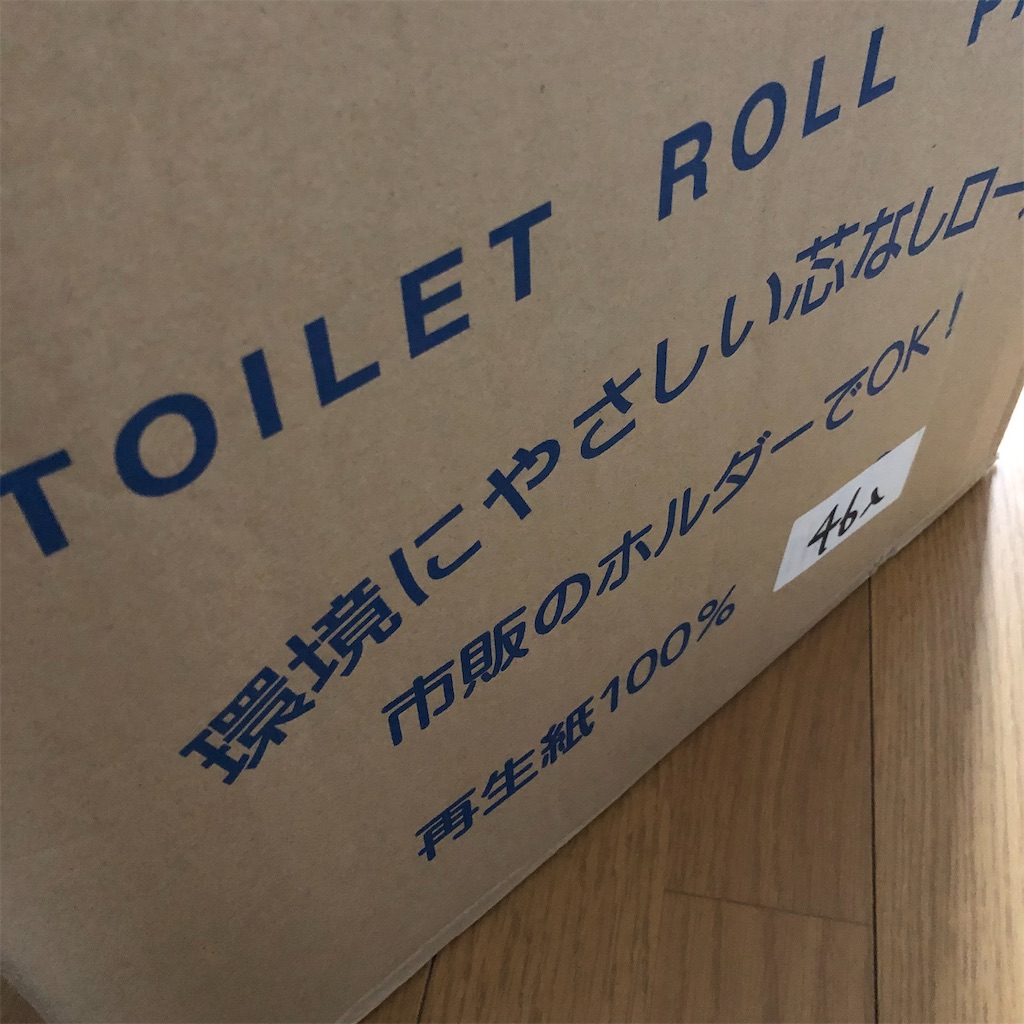 TOILET ROLL
環境にやさしい芯なしロー
市販のホルダーでOK!
再生紙100%
46